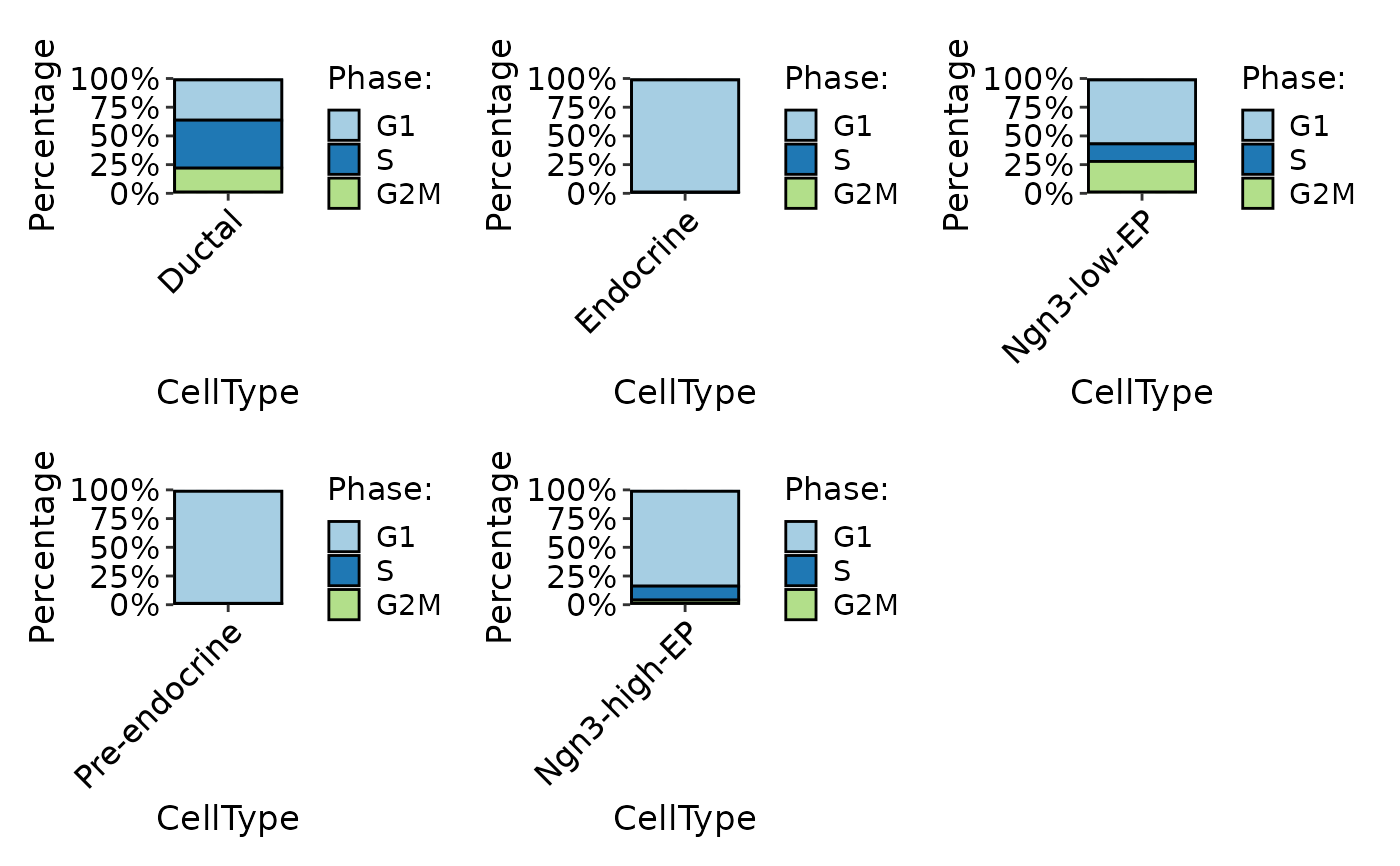 Percentage
100%
75%
50%
25%
0%
Ductal
CellType
Phase:
G1
S
G2M
Percentage
100%
75%
50%
25%
0%
Endocrine
CellType
Phase:
G1
S
G2M
Percentage
100%
75%
50%
25%
0%
Ngn3-low-EP
CellType
Phase:
G1
S
G2M
Percentage
100%
75%
50%
25%
0%
Pre-endocrine
CellType
Phase:
G1
S
G2M
Percentage
100%
75%
50%
25%
0%
Ngn3-high-EP
CellType
Phase:
G1
S
G2M